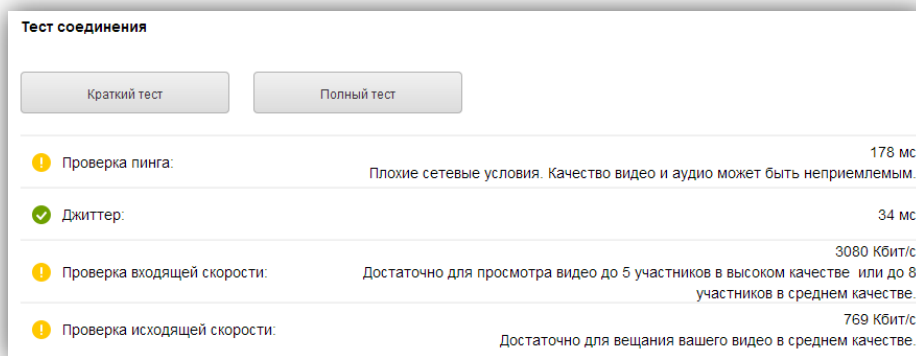 Тест соединения
Краткий тест
Полный тест
Проверка пинга:
178 мс
Плохие сетевые условия. Качество видео и аудио может быть неприемлемым.
Джиттер:
34 мс
Проверка входящей скорости:
3080 Кбит/с
Достаточно для просмотра видео до 5 участников в высоком качестве или до 8
участников в среднем качестве.
Проверка исходящей скорости:
769 Кбит/с
Достаточно для вещания вашего видео в среднем качестве.